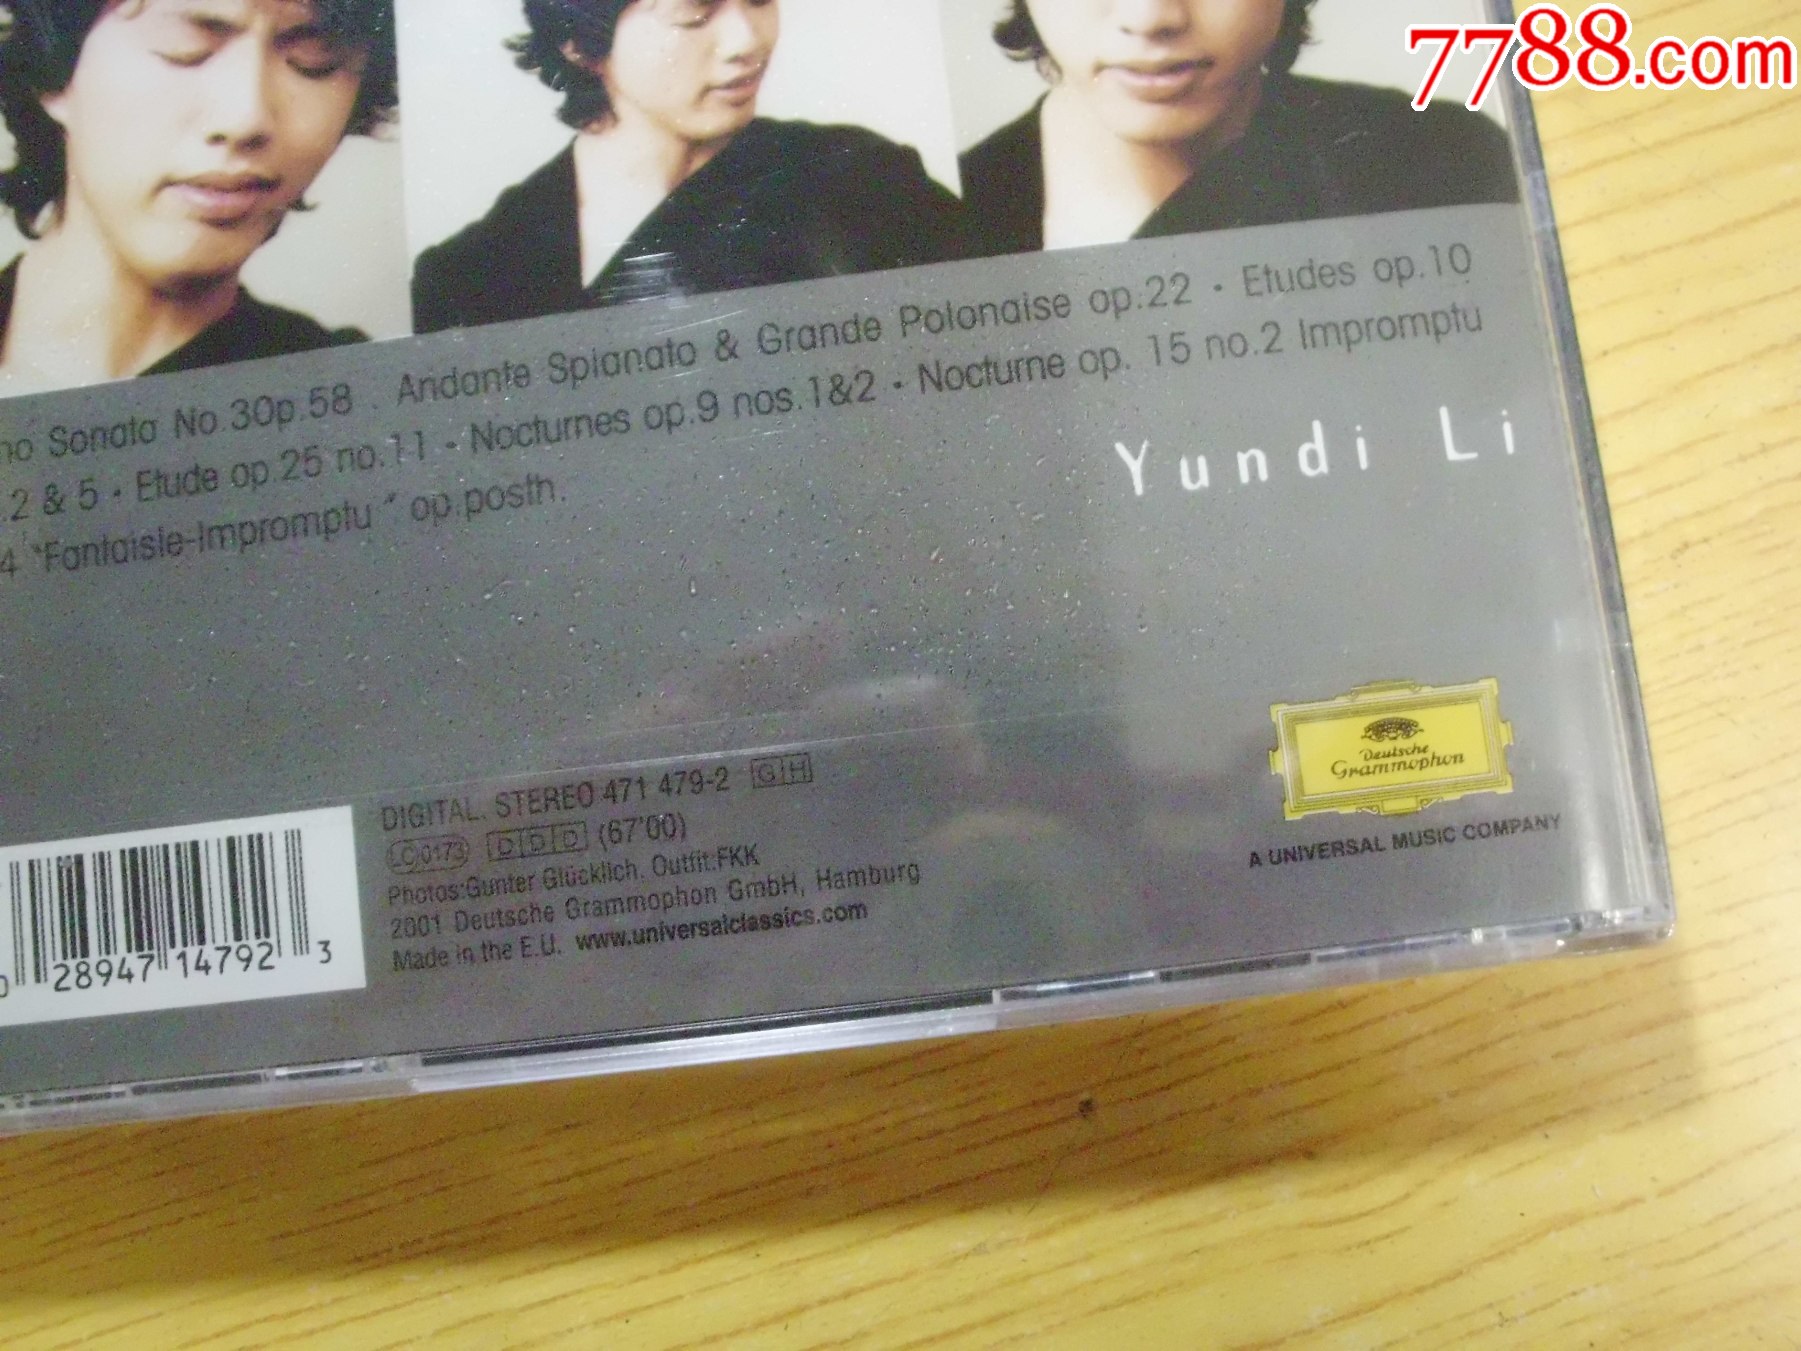 7788.com
no Sonata No.3Op.58 . Andante Spianato & Grande Polonaise op.22 · Etudes op.10
.2 & 5 · Etude op.25 no.11 · Nocturnes op.9 nos.1&2 · Nocturne op. 15 no.2 Impromptu
4 "Fantaisie-Impromptu" op.posth.
Yundi Li
DIGITAL. STEREO 471 479-2 GH
LC 0173 DDD (67'00)
Photos:Gunter Glücklich. Outfit:FKK
2001 Deutsche Grammophon GmbH, Hamburg
Made in the E.U. www.universalclassics.com
0 28947 14792 3
Deutsche
Grammophon
A UNIVERSAL MUSIC COMPANY